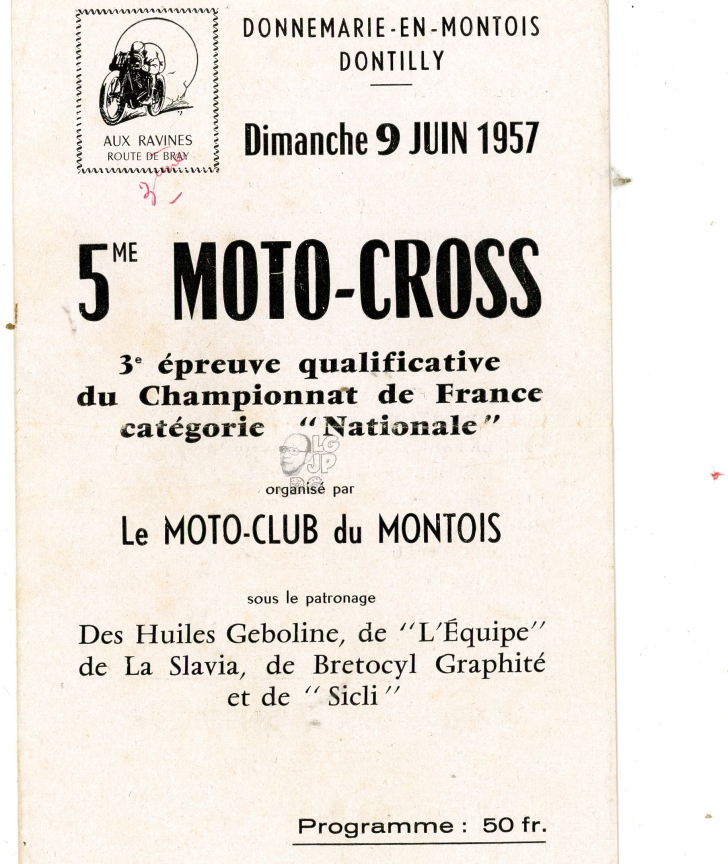 DONNEMARIE-EN-MONTOIS
DONTILLY
AUX RAVINES
ROUTE DE BRAY
Dimanche 9 JUIN 1957
5ME MOTO-CROSS
3e épreuve qualificative
du Championnat de France
catégorie “Nationale”
LG
JP
organisé par
Le MOTO-CLUB du MONTOIS
sous le patronage
Des Huiles Geboline, de “L’Équipe”
de La Slavia, de Bretocyl Graphité
et de “Sicli”
Programme : 50 fr.